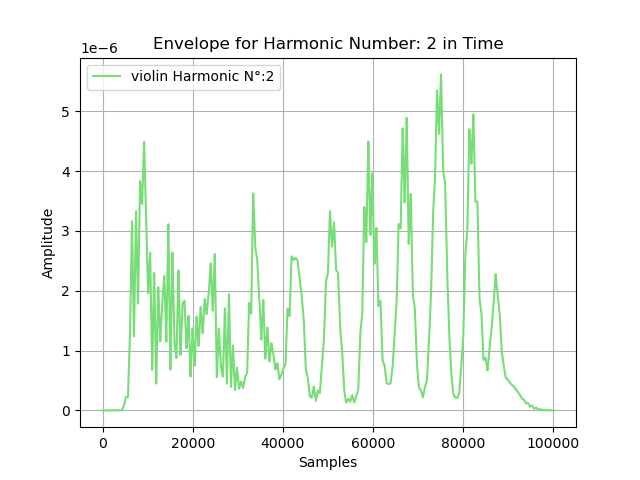 Envelope for Harmonic Number: 2 in Time
1e−6
violin Harmonic N°:2
5
4
3
2
1
0
Amplitude
0 20000 40000 60000 80000 100000
Samples